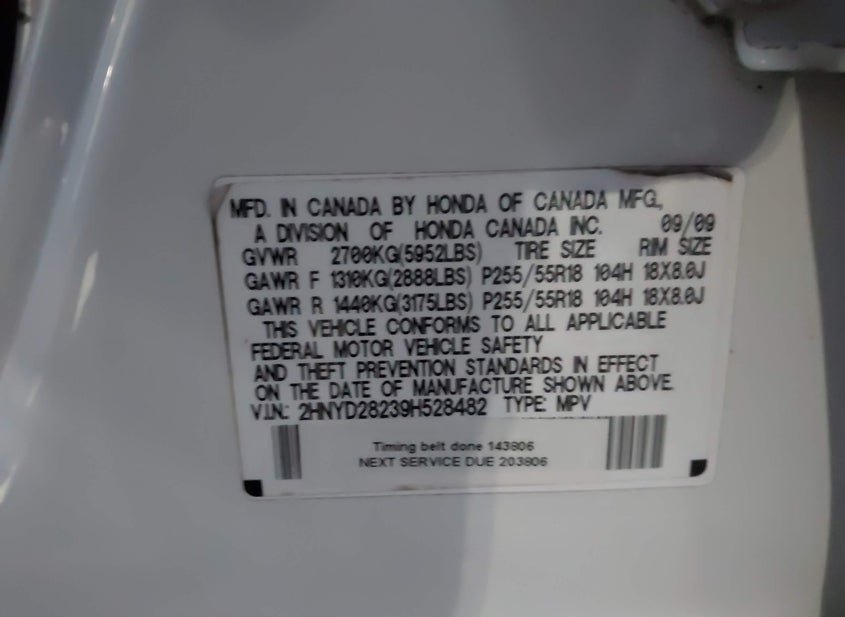 MFD. IN CANADA BY HONDA OF CANADA MFG.,
A DIVISION OF HONDA CANADA INC. 09/09
GVWR 2700KG(5952LBS) TIRE SIZE RIM SIZE
GAWR F 1310KG(2888LBS) P255/55R18 104H 18X8.0J
GAWR R 1440KG(3175LBS) P255/55R18 104H 18X8.0J
THIS VEHICLE CONFORMS TO ALL APPLICABLE
FEDERAL MOTOR VEHICLE SAFETY
AND THEFT PREVENTION STANDARDS IN EFFECT
ON THE DATE OF MANUFACTURE SHOWN ABOVE.
V.I.N.: 2HNYD28239H528482 TYPE: MPV
Timing belt done 143806
NEXT SERVICE DUE 203806